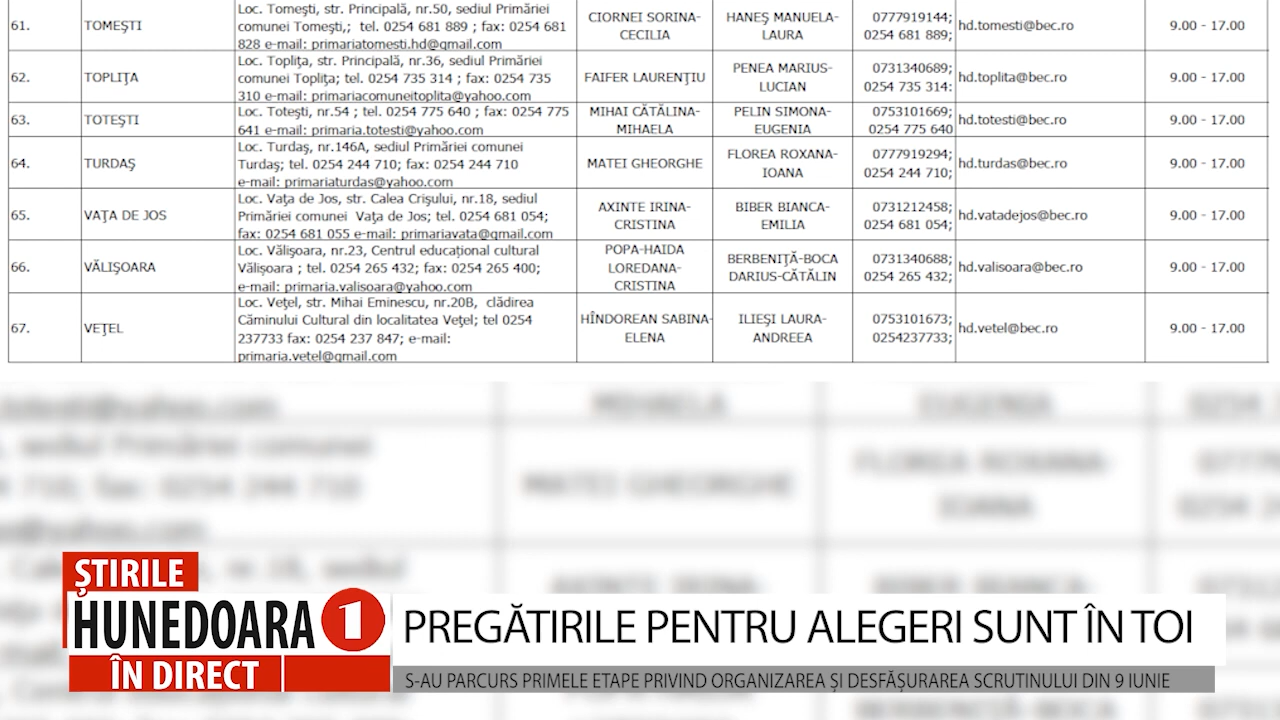 61.
TOMEŞTI
Loc. Tomeşti, str. Principală, nr.50, sediul Primăriei
comunei Tomeşti,; tel. 0254 681 889 ; fax: 0254 681
828 e-mail: primariatomesti.hd@gmail.com
CIORNEI SORINA-
CECILIA
HANEŞ MANUELA-
LAURA
0777919144;
0254 681 889;
hd.tomesti@bec.ro
9.00 - 17.00
62.
TOPLIŢA
Loc. Topliţa, str. Principală, nr.36, sediul Primăriei
comunei Topliţa; tel. 0254 735 314 ; fax: 0254 735
310 e-mail: primariacomuneitoplita@yahoo.com
FAIFER LAURENŢIU
PENEA MARIUS-
LUCIAN
0731340689;
0254 735 314:
hd.toplita@bec.ro
9.00 - 17.00
63.
TOTEŞTI
Loc. Toteşti, nr.54 ; tel. 0254 775 640 ; fax: 0254 775
641 e-mail: primaria.totesti@yahoo.com
MIHAI CĂTĂLINA-
MIHAELA
PELIN SIMONA-
EUGENIA
0753101669;
0254 775 640
hd.totesti@bec.ro
9.00 - 17.00
64.
TURDAŞ
Loc. Turdaş, nr.146A, sediul Primăriei comunei
Turdaş; tel. 0254 244 710; fax: 0254 244 710
e-mail: primariaturdas@yahoo.com
MATEI GHEORGHE
FLOREA ROXANA-
IOANA
0777919294;
0254 244 710;
hd.turdas@bec.ro
9.00 - 17.00
65.
VAŢA DE JOS
Loc. Vaţa de Jos, str. Calea Crişului, nr.18, sediul
Primăriei comunei Vaţa de Jos; tel. 0254 681 054;
fax: 0254 681 055 e-mail: primariavata@gmail.com
AXINTE IRINA-
CRISTINA
BIBER BIANCA-
EMILIA
0731212458;
0254 681 054;
hd.vatadejos@bec.ro
9.00 - 17.00
66.
VĂLIŞOARA
Loc. Vălişoara, nr.23, Centrul educațional cultural
Vălișoara ; tel. 0254 265 432; fax: 0254 265 400;
e-mail: primaria.valisoara@yahoo.com
POPA-HAIDA
LOREDANA-
CRISTINA
BERBENIŢĂ-BOCA
DARIUS-CĂTĂLIN
0731340688;
0254 265 432;
hd.valisoara@bec.ro
9.00 - 17.00
67.
VEŢEL
Loc. Veţel, str. Mihai Eminescu, nr.20B, clădirea
Căminului Cultural din localitatea Veţel; tel 0254
237733 fax: 0254 237 847; e-mail:
primaria.vetel@gmail.com
HÎNDOREAN SABINA-
ELENA
ILIEŞI LAURA-
ANDREEA
0753101673;
0254237733;
hd.vetel@bec.ro
9.00 - 17.00
ȘTIRILE
HUNEDOARA 1
ÎN DIRECT
PREGĂTIRILE PENTRU ALEGERI SUNT ÎN TOI
S-AU PARCURS PRIMELE ETAPE PRIVIND ORGANIZAREA ȘI DESFĂȘURAREA SCRUTINULUI DIN 9 IUNIE